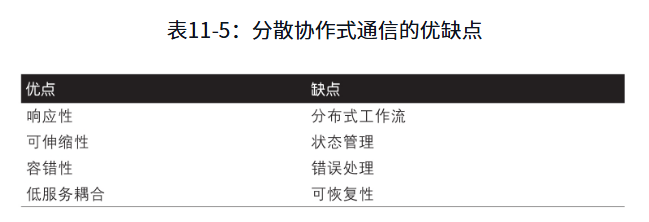 表11-5：分散协作式通信的优缺点
优点 缺点
响应性 分布式工作流
可伸缩性 状态管理
容错性 错误处理
低服务耦合 可恢复性